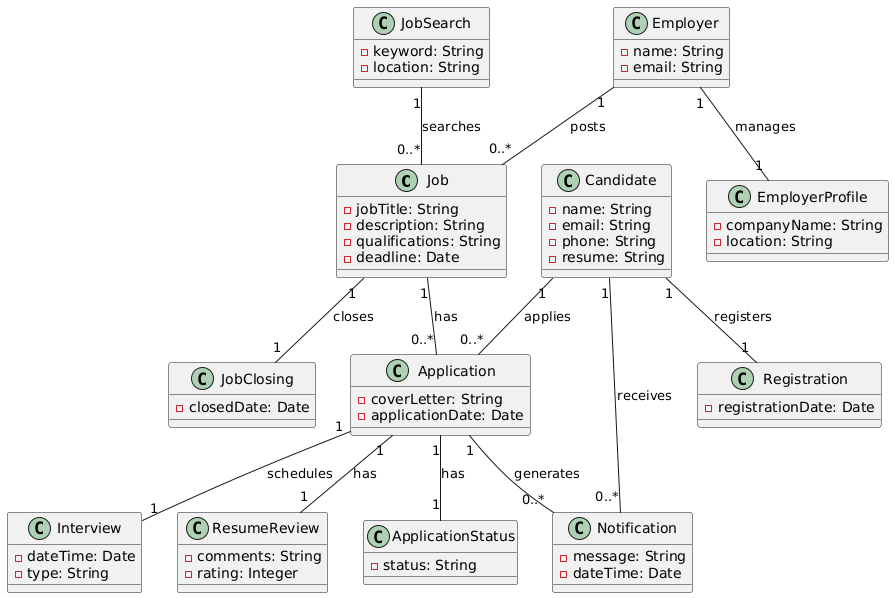 C JobSearch
keyword: String
location: String
C Employer
name: String
email: String
1
1
1
searches
posts
manages
0..*
0..*
1
C Job
jobTitle: String
description: String
qualifications: String
deadline: Date
C Candidate
name: String
email: String
phone: String
resume: String
C EmployerProfile
companyName: String
location: String
1
1
1
1
1
closes
has
applies
registers
1
0..*
0..*
1
C JobClosing
closedDate: Date
C Application
coverLetter: String
applicationDate: Date
receives
C Registration
registrationDate: Date
1
1
1
1
schedules
has
has
generates
1
1
1
0..*
0..*
C Interview
dateTime: Date
type: String
C ResumeReview
comments: String
rating: Integer
C ApplicationStatus
status: String
C Notification
message: String
dateTime: Date